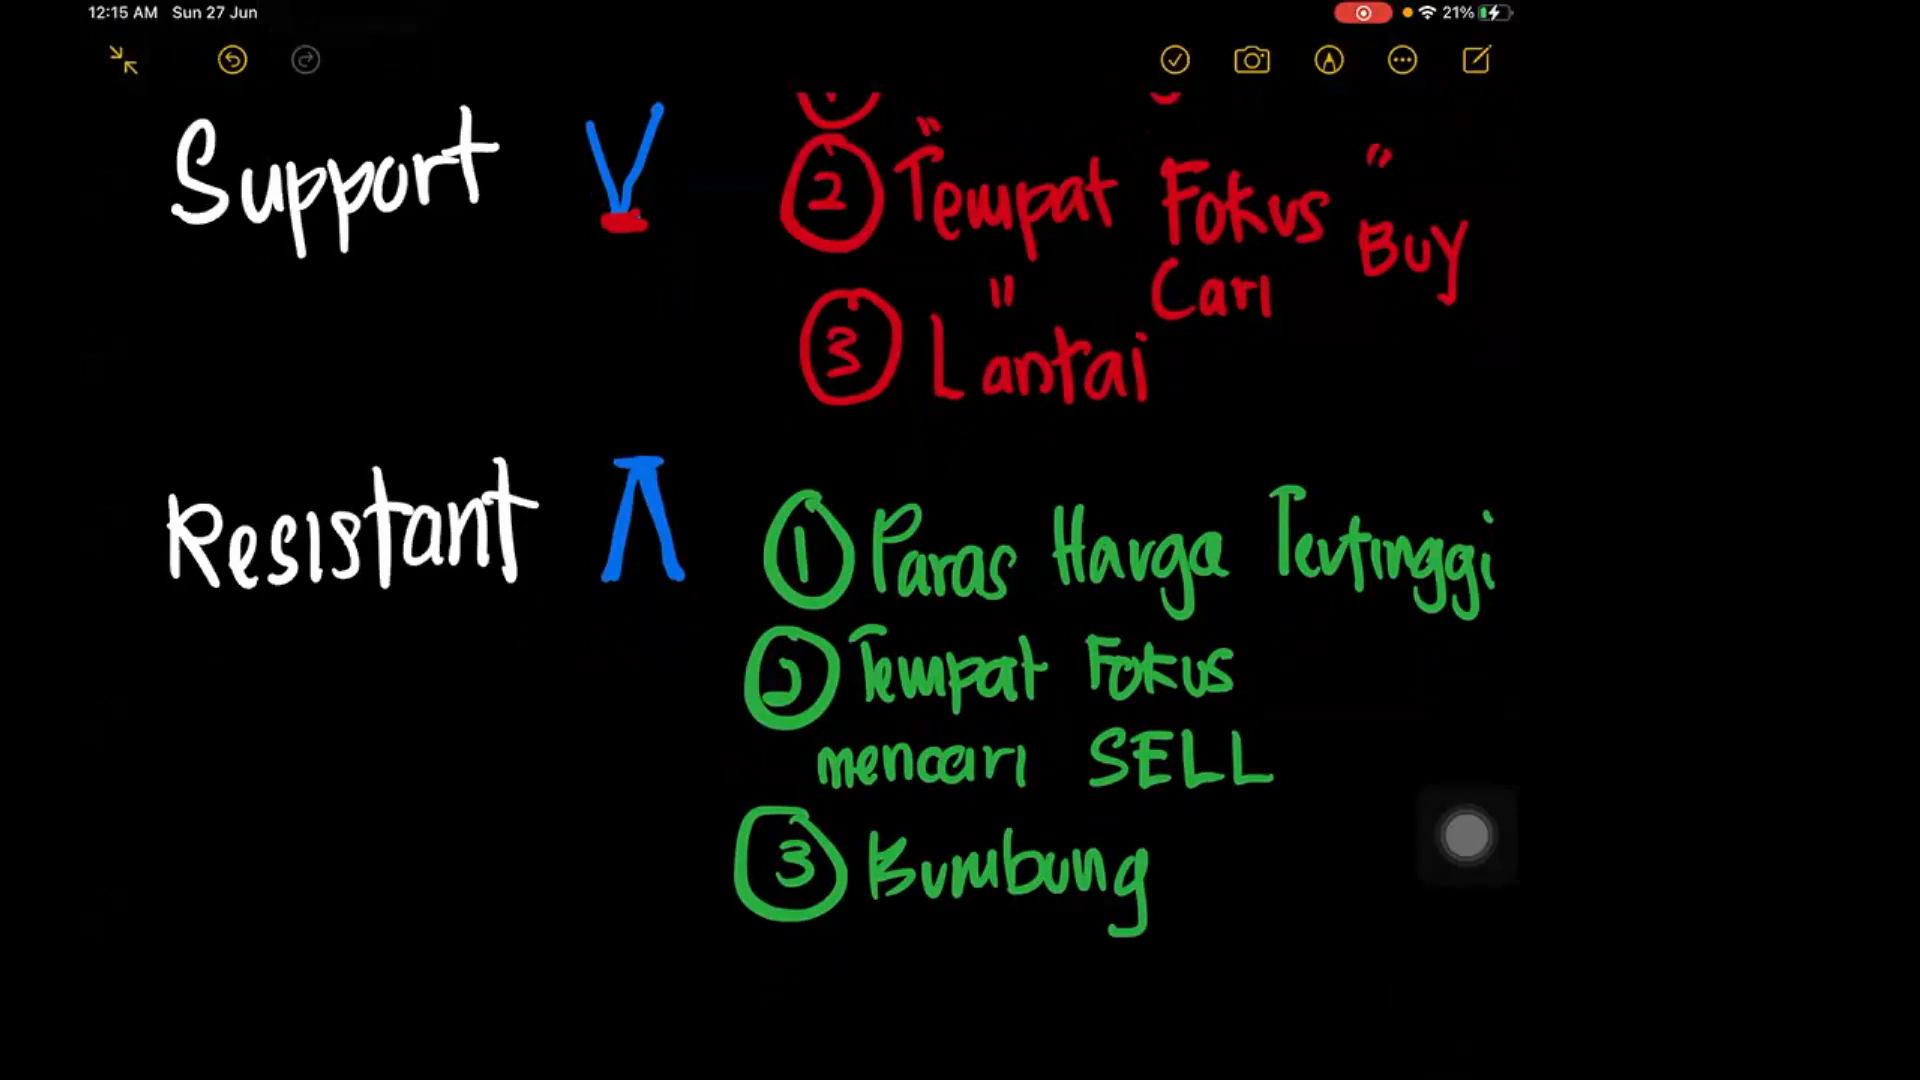 12:15 AM Sun 27 Jun
21%
Support
2 "Tempat Fokus "
Cari Buy
3 " Lantai
Resistant
1 Paras Harga Tertinggi
2 Tempat Fokus
mencari SELL
3 Bumbung